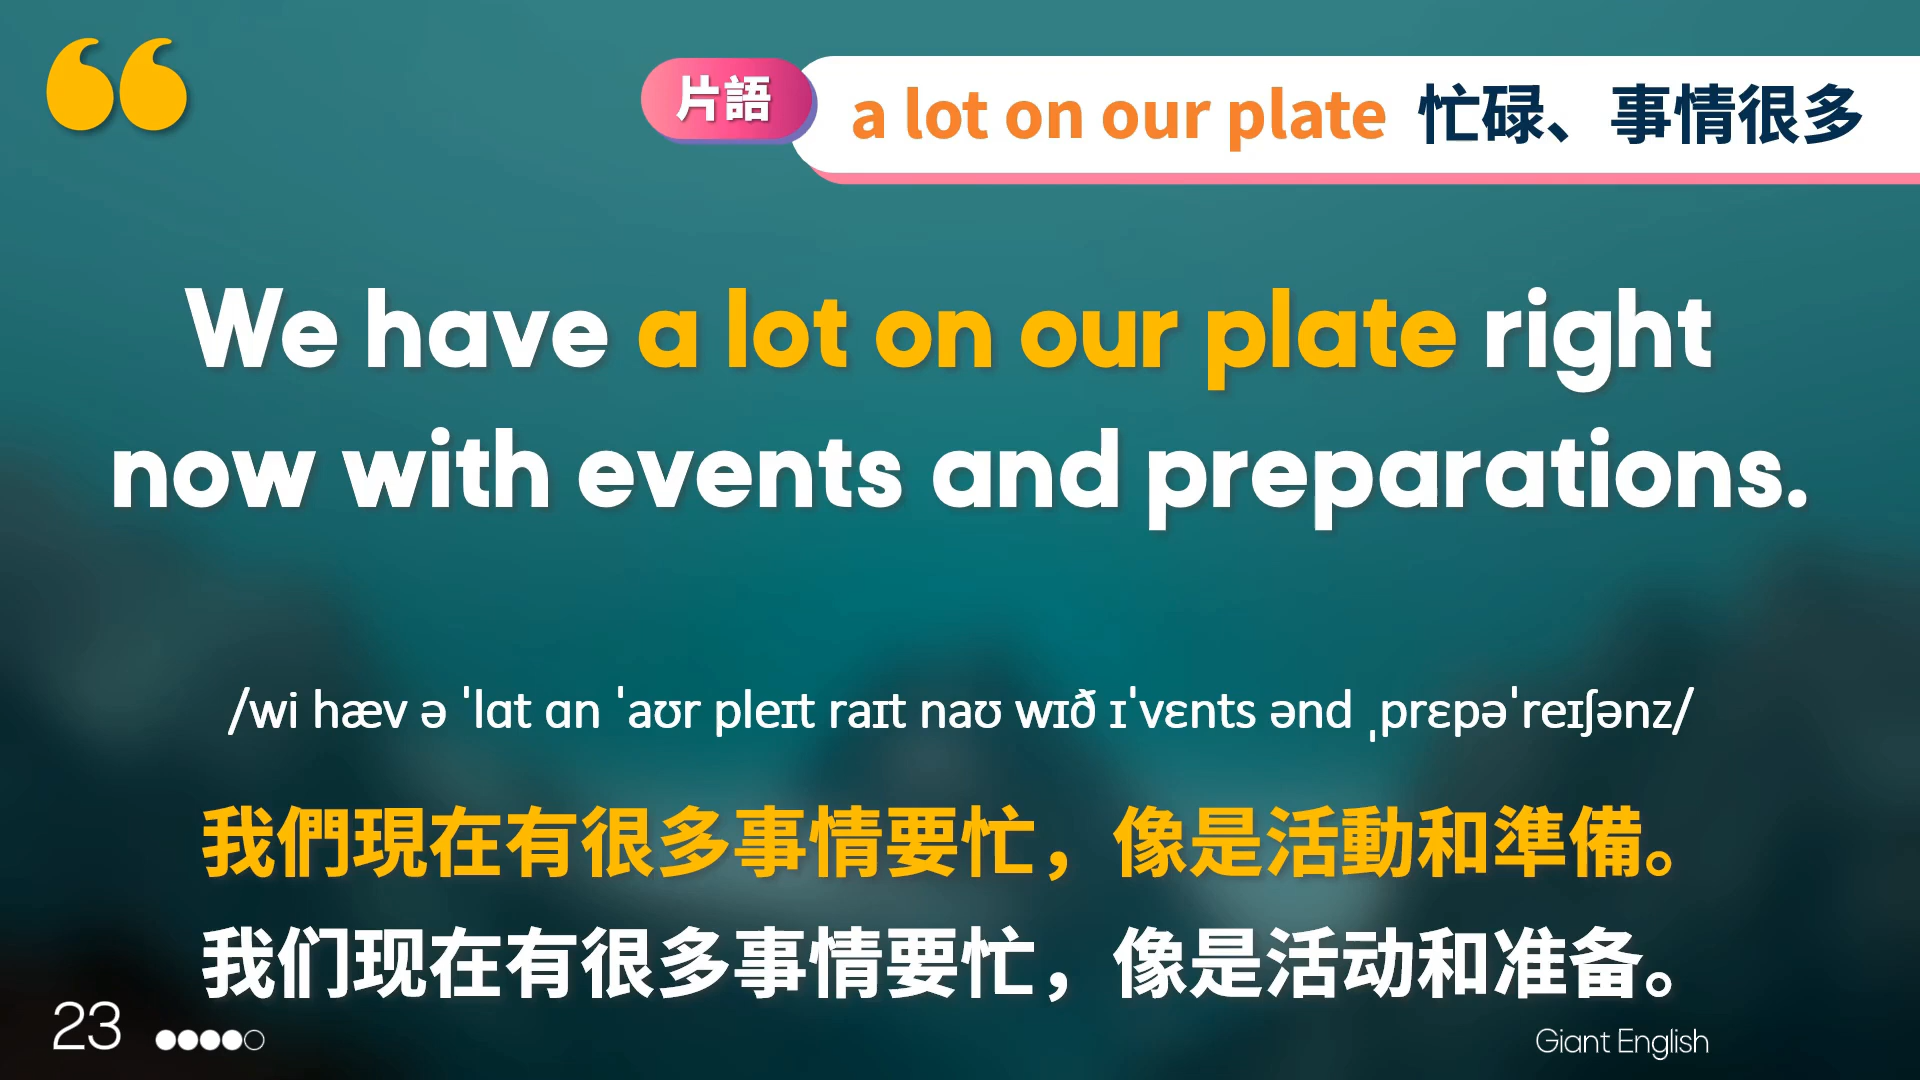 片語
a lot on our plate 忙碌、事情很多
We have a lot on our plate right
now with events and preparations.
/wi hæv ə ˈlɑt ɑn ˈaʊr pleɪt raɪt naʊ wɪð ɪˈvɛnts ənd ˌprɛpəˈreɪʃənz/
我們現在有很多事情要忙，像是活動和準備。
我们现在有很多事情要忙，像是活动和准备。
23
Giant English